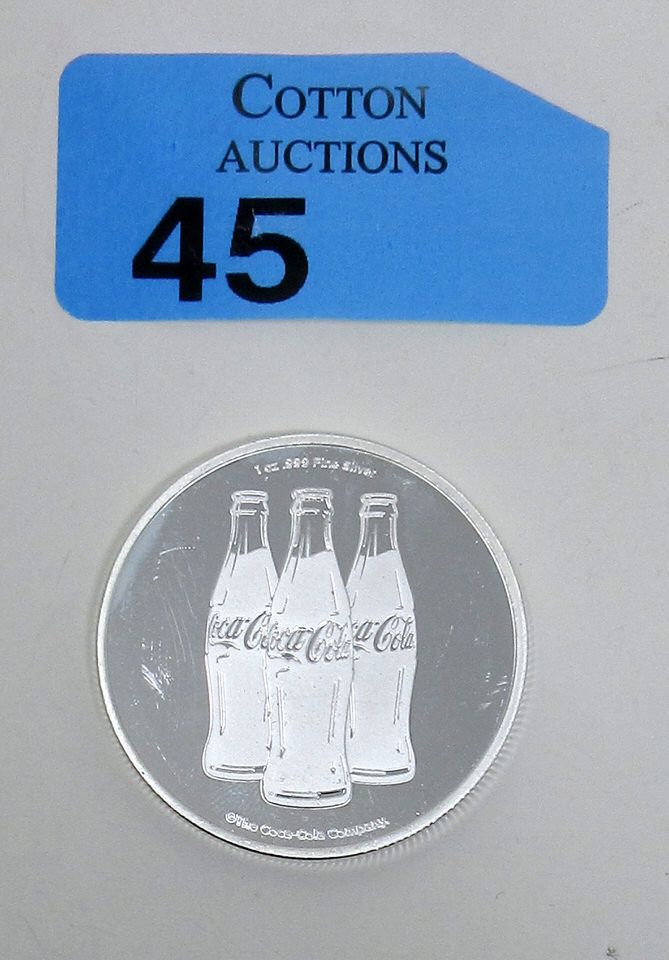 COTTON
AUCTIONS
45
1 oz .999 Fine Silver
Coca-Cola
Coca-Cola
Coca-Cola
©The Coca-Cola Company.